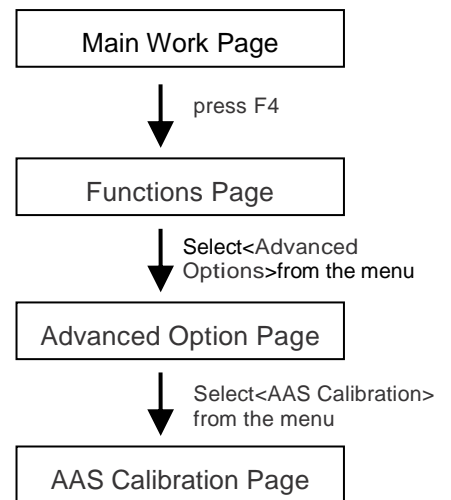 Main Work Page
press F4
Functions Page
Select<Advanced
Options>from the menu
Advanced Option Page
Select<AAS Calibration>
from the menu
AAS Calibration Page